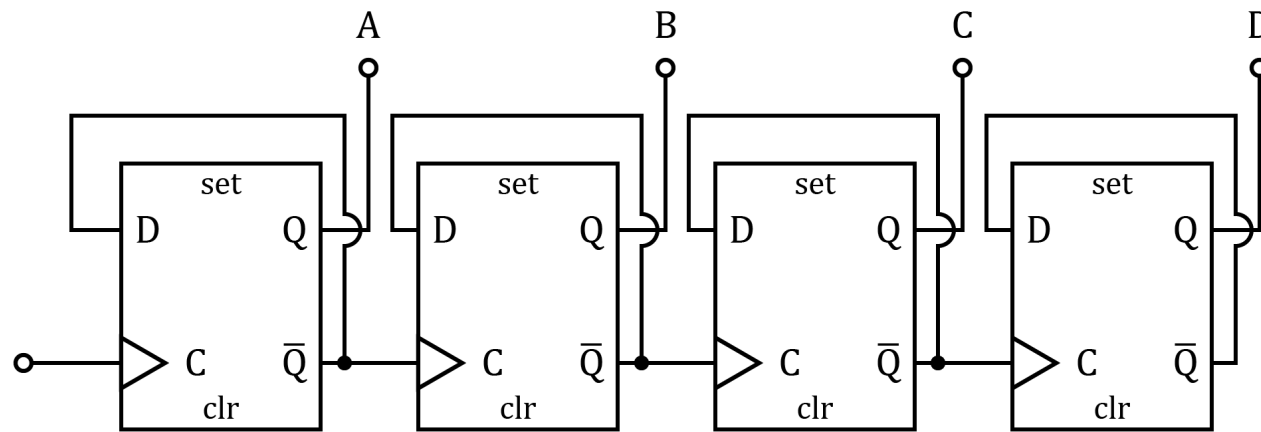 A B C D
set set set set
D Q D Q D Q D Q
C Q̅ C Q̅ C Q̅ C Q̅
clr clr clr clr